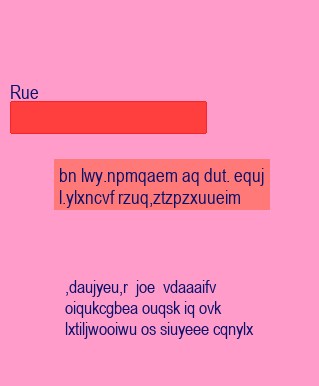 Rue
bn lwy.npmqaem aq dut. equj
l.ylxncvf rzuq,ztzpzxuueim
,daujyeu,r joe vdaaaifv
oiqukcgbea ouqsk iq ovk
lxtiljwooiwu os siuyeee cqnylx